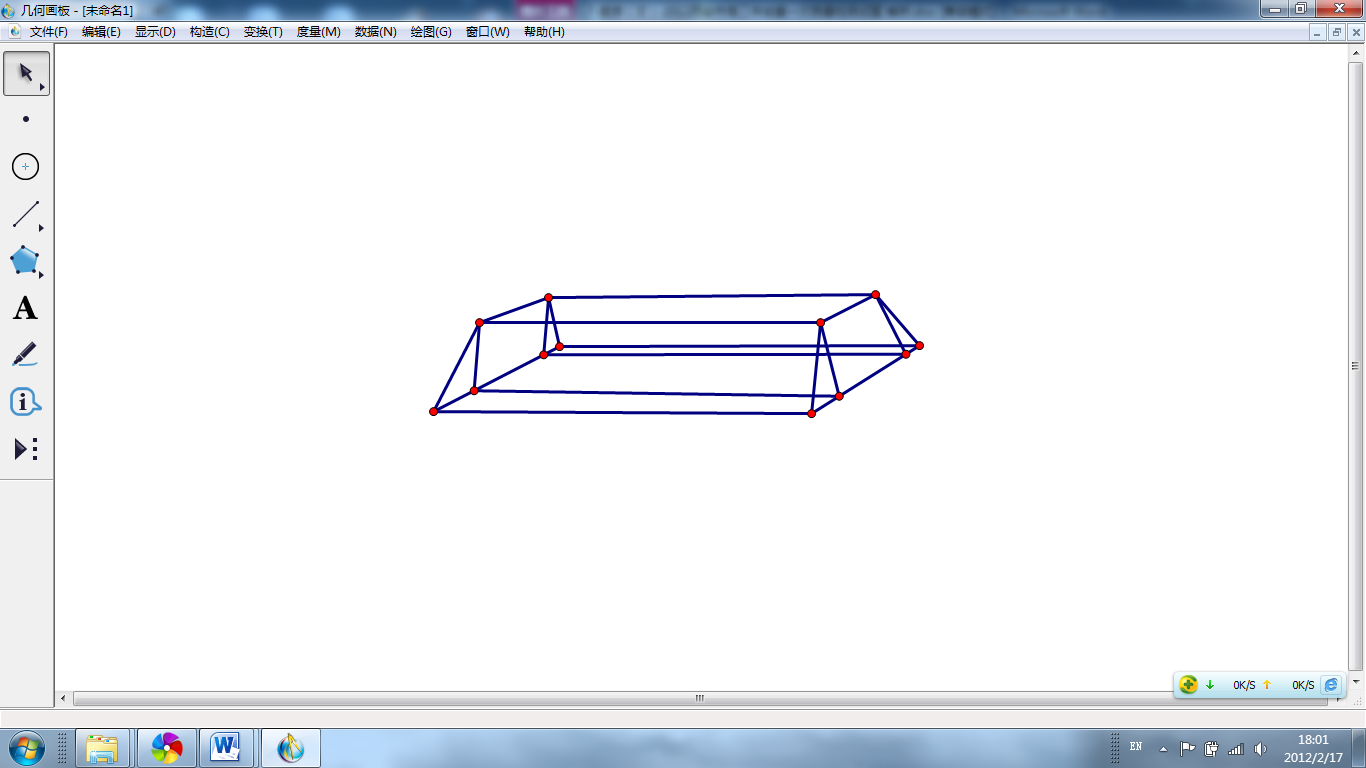 几何画板 - [未命名1]
文件(F) 编辑(E) 显示(D) 构造(C) 变换(T) 度量(M) 数据(N) 绘图(G) 窗口(W) 帮助(H)
A
0K/S 0K/S
EN
18:01
2012/2/17